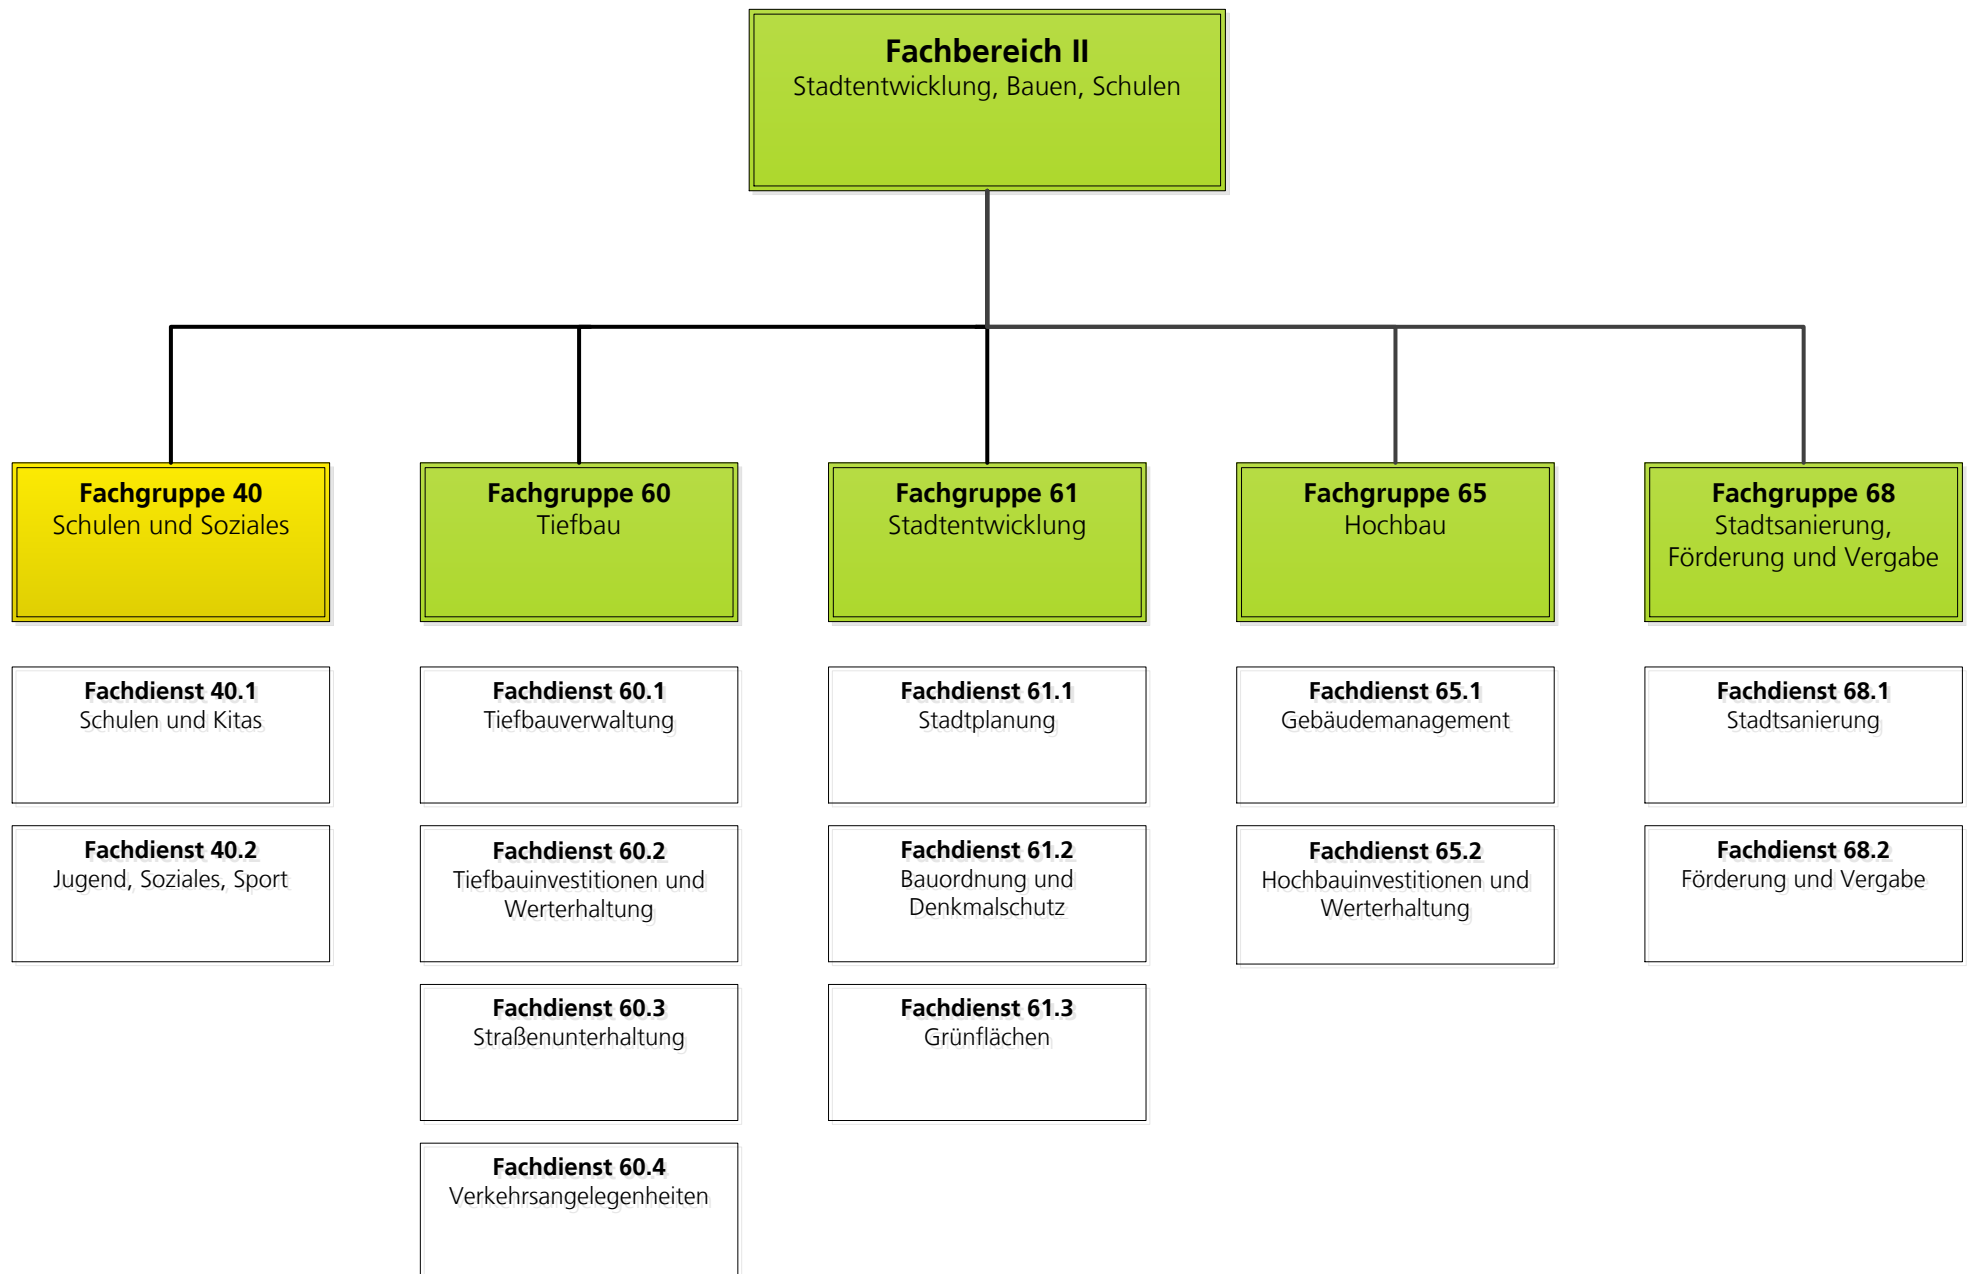 Fachbereich II
Stadtentwicklung, Bauen, Schulen
Fachgruppe 40
Schulen und Soziales
Fachgruppe 60
Tiefbau
Fachgruppe 61
Stadtentwicklung
Fachgruppe 65
Hochbau
Fachgruppe 68
Stadtsanierung,
Förderung und Vergabe
Fachdienst 40.1
Schulen und Kitas
Fachdienst 60.1
Tiefbauverwaltung
Fachdienst 61.1
Stadtplanung
Fachdienst 65.1
Gebäudemanagement
Fachdienst 68.1
Stadtsanierung
Fachdienst 40.2
Jugend, Soziales, Sport
Fachdienst 60.2
Tiefbauinvestitionen und
Werterhaltung
Fachdienst 61.2
Bauordnung und
Denkmalschutz
Fachdienst 65.2
Hochbauinvestitionen und
Werterhaltung
Fachdienst 68.2
Förderung und Vergabe
Fachdienst 60.3
Straßenunterhaltung
Fachdienst 61.3
Grünflächen
Fachdienst 60.4
Verkehrsangelegenheiten